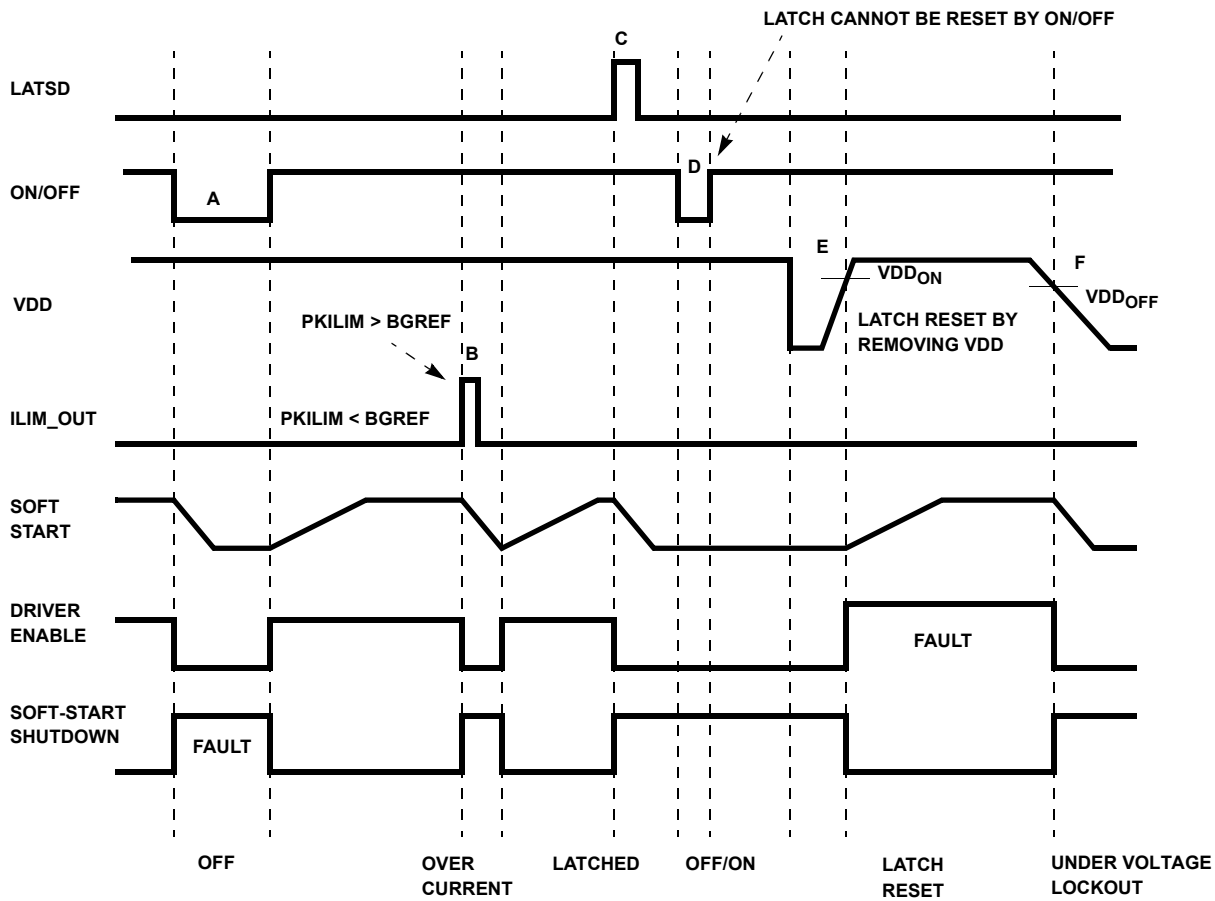 LATCH CANNOT BE RESET BY ON/OFF
C
LATSD
D
ON/OFF
A
E
F
VDD_ON
VDD_OFF
VDD
LATCH RESET BY
REMOVING VDD
PKILIM > BGREF
B
ILIM_OUT
PKILIM < BGREF
SOFT
START
DRIVER
ENABLE
FAULT
SOFT-START
SHUTDOWN
FAULT
OFF
OVER
CURRENT
LATCHED
OFF/ON
LATCH
RESET
UNDER VOLTAGE
LOCKOUT